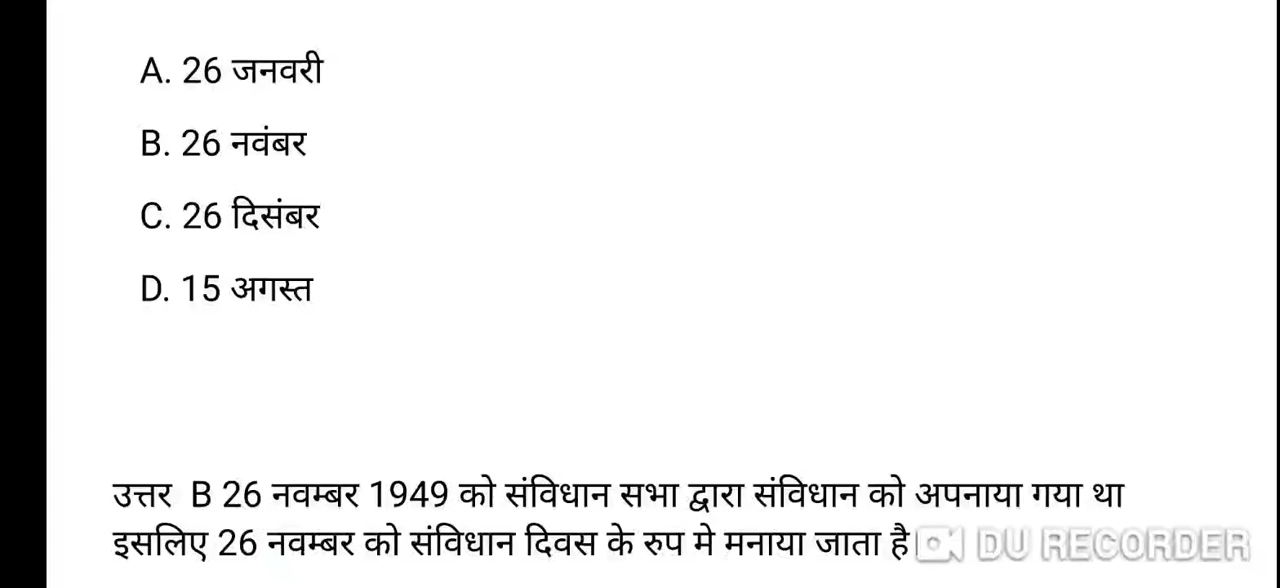 A. 26 जनवरी
B. 26 नवंबर
C. 26 दिसंबर
D. 15 अगस्त
उत्तर B 26 नवम्बर 1949 को संविधान सभा द्वारा संविधान को अपनाया गया था
इसलिए 26 नवम्बर को संविधान दिवस के रुप मे मनाया जाता है DU RECORDER